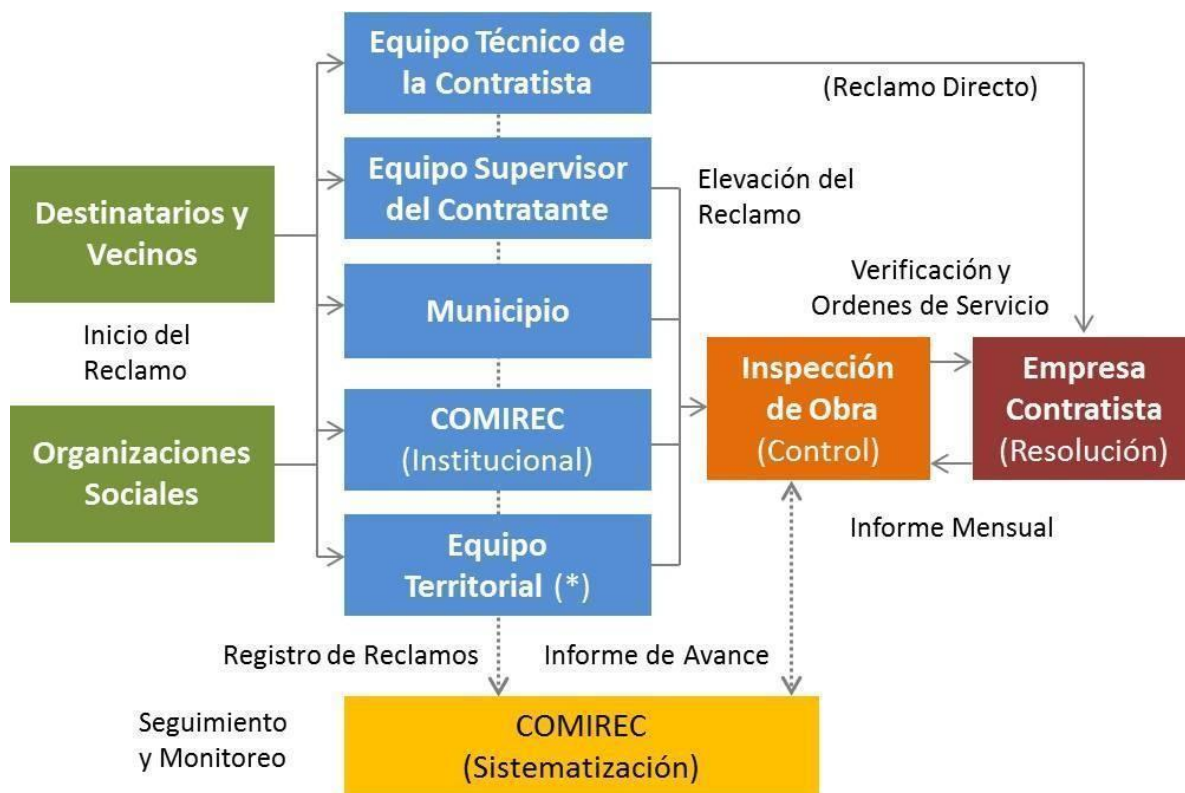 Equipo Técnico de
la Contratista
(Reclamo Directo)
Equipo Supervisor
del Contratante
Elevación del
Reclamo
Destinatarios y
Vecinos
Municipio
Verificación y
Ordenes de Servicio
Inicio del
Reclamo
Inspección
de Obra
(Control)
Empresa
Contratista
(Resolución)
COMIREC
(Institucional)
Organizaciones
Sociales
Equipo
Territorial (*)
Informe Mensual
Registro de Reclamos
Informe de Avance
Seguimiento
y Monitoreo
COMIREC
(Sistematización)